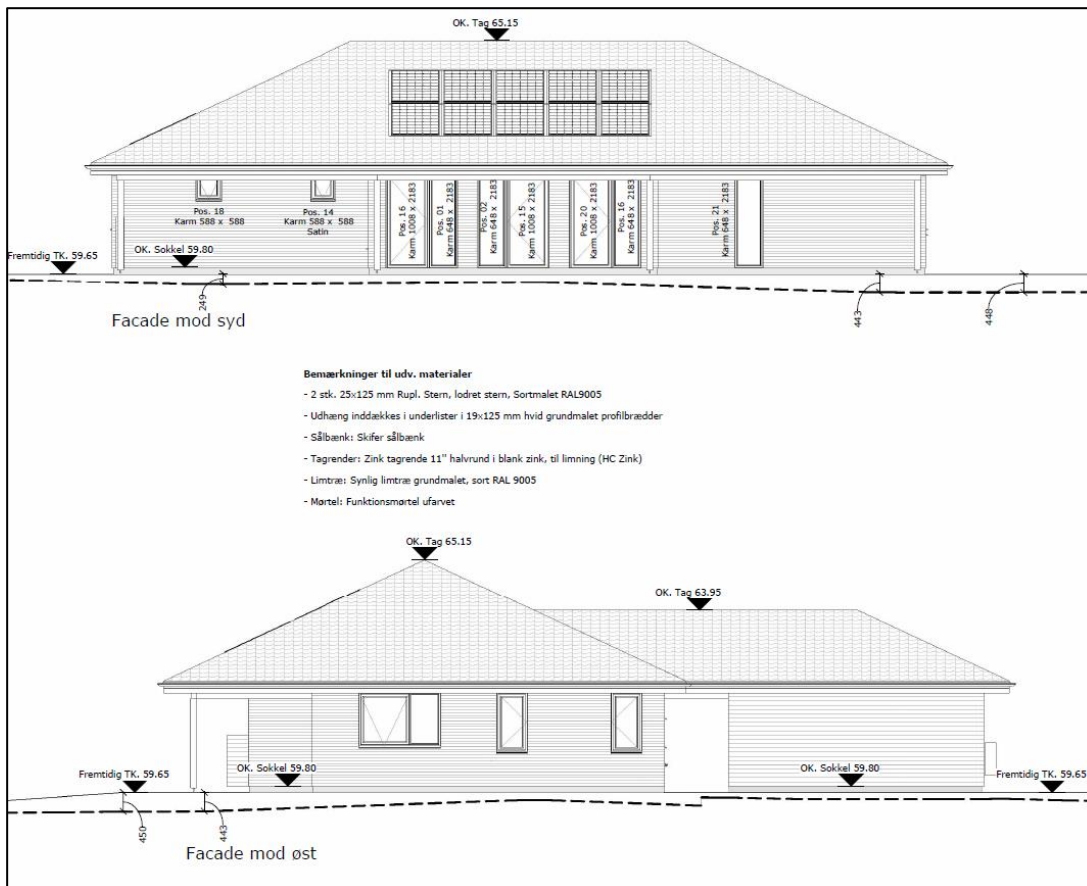 OK. Tag 65.15
Pos. 18
Karm 588 x 588
Pos. 14
Karm 588 x 588
Satin
Pos. 16
Karm 1008 x 2183
Pos. 01
Karm 648 x 2183
Pos. 02
Karm 648 x 2183
Pos. 15
Karm 1008 x 2183
Pos. 20
Karm 1008 x 2183
Pos. 16
Karm 648 x 2183
Pos. 21
Karm 648 x 2183
OK. Sokkel 59.80
Fremtidig TK. 59.65
249
443
448
Facade mod syd
Bemærkninger til udv. materialer
- 2 stk. 25x125 mm Rupl. Stern, lodret stern, Sortmalet RAL9005
- Udhæng inddækkes i underlister i 19x125 mm hvid grundmalet profilbrædder
- Sålbænk: Skifer sålbænk
- Tagrender: Zink tagrende 11" halvrund i blank zink, til limning (HC Zink)
- Limtræ: Synlig limtræ grundmalet, sort RAL 9005
- Mørtel: Funktionsmørtel ufarvet
OK. Tag 65.15
OK. Tag 63.95
Fremtidig TK. 59.65
OK. Sokkel 59.80
OK. Sokkel 59.80
Fremtidig TK. 59.65
450
443
Facade mod øst